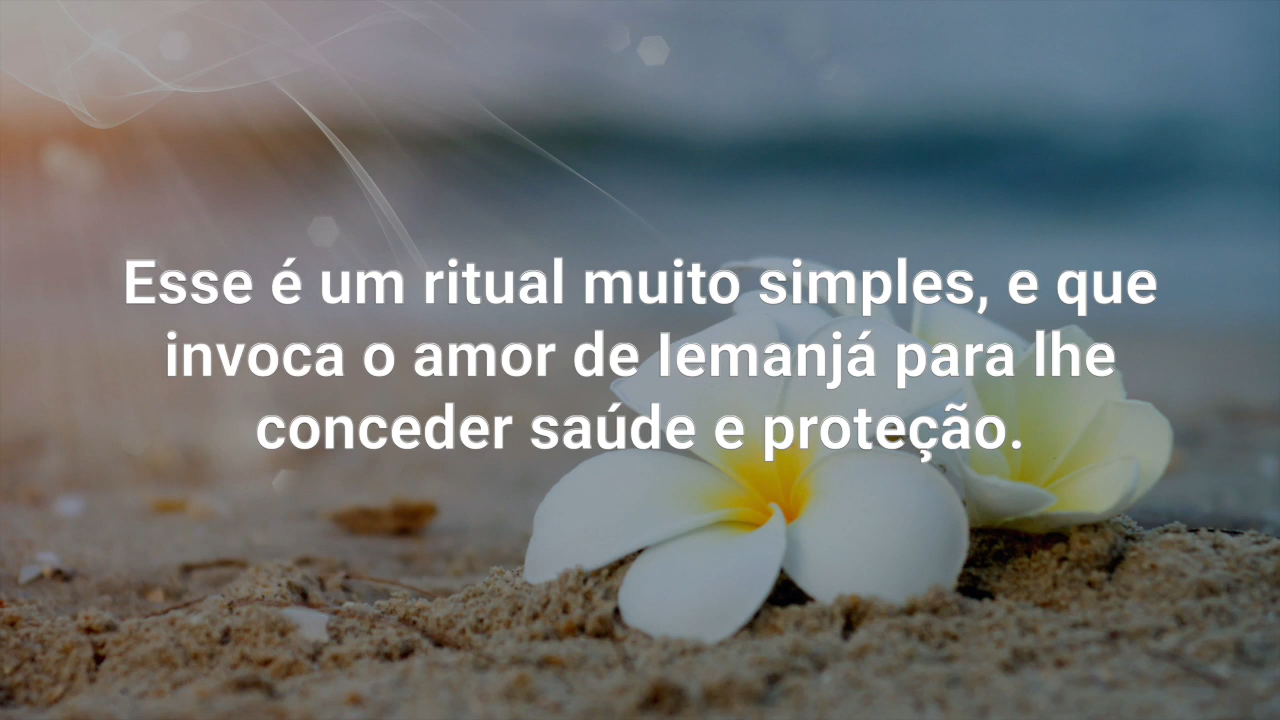 Esse é um ritual muito simples, e que
invoca o amor de Iemanjá para lhe
conceder saúde e proteção.